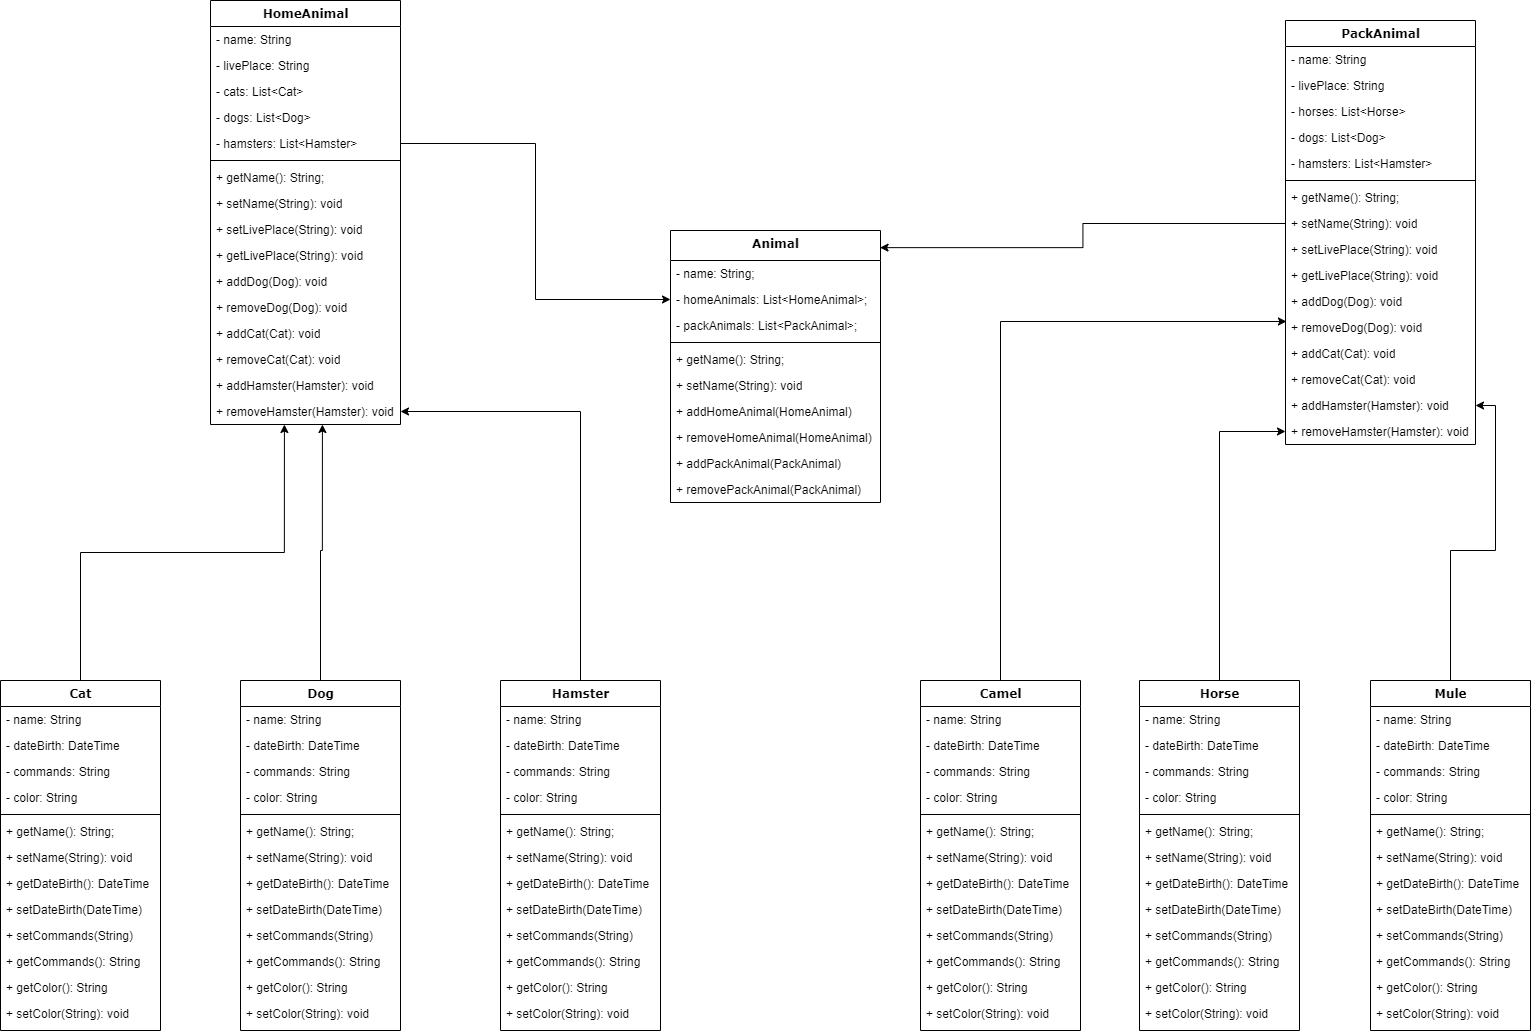 HomeAnimal
- name: String
- livePlace: String
- cats: List<Cat>
- dogs: List<Dog>
- hamsters: List<Hamster>
+ getName(): String;
+ setName(String): void
+ setLivePlace(String): void
+ getLivePlace(String): void
+ addDog(Dog): void
+ removeDog(Dog): void
+ addCat(Cat): void
+ removeCat(Cat): void
+ addHamster(Hamster): void
+ removeHamster(Hamster): void
Animal
- name: String;
- homeAnimals: List<HomeAnimal>;
- packAnimals: List<PackAnimal>;
+ getName(): String;
+ setName(String): void
+ addHomeAnimal(HomeAnimal)
+ removeHomeAnimal(HomeAnimal)
+ addPackAnimal(PackAnimal)
+ removePackAnimal(PackAnimal)
PackAnimal
- name: String
- livePlace: String
- horses: List<Horse>
- dogs: List<Dog>
- hamsters: List<Hamster>
+ getName(): String;
+ setName(String): void
+ setLivePlace(String): void
+ getLivePlace(String): void
+ addDog(Dog): void
+ removeDog(Dog): void
+ addCat(Cat): void
+ removeCat(Cat): void
+ addHamster(Hamster): void
+ removeHamster(Hamster): void
Cat
- name: String
- dateBirth: DateTime
- commands: String
- color: String
+ getName(): String;
+ setName(String): void
+ getDateBirth(): DateTime
+ setDateBirth(DateTime)
+ setCommands(String)
+ getCommands(): String
+ getColor(): String
+ setColor(String): void
Dog
- name: String
- dateBirth: DateTime
- commands: String
- color: String
+ getName(): String;
+ setName(String): void
+ getDateBirth(): DateTime
+ setDateBirth(DateTime)
+ setCommands(String)
+ getCommands(): String
+ getColor(): String
+ setColor(String): void
Hamster
- name: String
- dateBirth: DateTime
- commands: String
- color: String
+ getName(): String;
+ setName(String): void
+ getDateBirth(): DateTime
+ setDateBirth(DateTime)
+ setCommands(String)
+ getCommands(): String
+ getColor(): String
+ setColor(String): void
Camel
- name: String
- dateBirth: DateTime
- commands: String
- color: String
+ getName(): String;
+ setName(String): void
+ getDateBirth(): DateTime
+ setDateBirth(DateTime)
+ setCommands(String)
+ getCommands(): String
+ getColor(): String
+ setColor(String): void
Horse
- name: String
- dateBirth: DateTime
- commands: String
- color: String
+ getName(): String;
+ setName(String): void
+ getDateBirth(): DateTime
+ setDateBirth(DateTime)
+ setCommands(String)
+ getCommands(): String
+ getColor(): String
+ setColor(String): void
Mule
- name: String
- dateBirth: DateTime
- commands: String
- color: String
+ getName(): String;
+ setName(String): void
+ getDateBirth(): DateTime
+ setDateBirth(DateTime)
+ setCommands(String)
+ getCommands(): String
+ getColor(): String
+ setColor(String): void